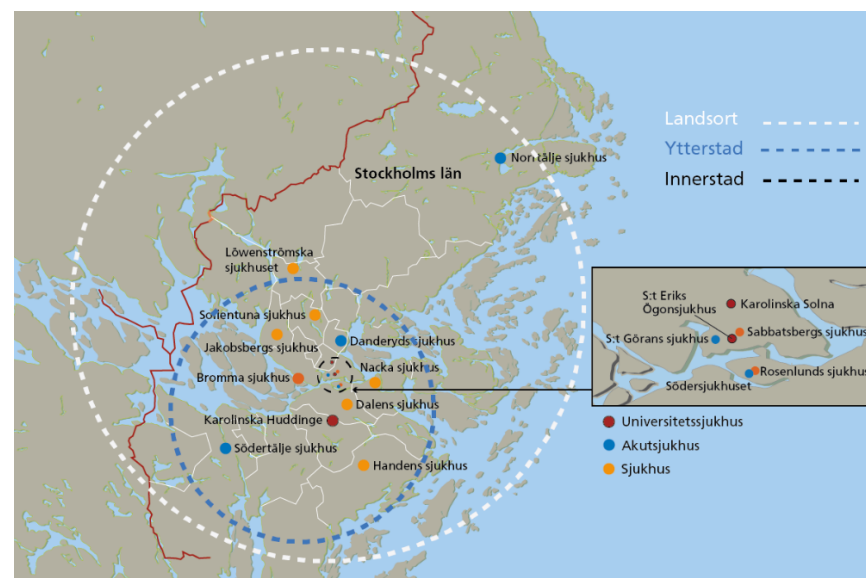 Landsort
Ytterstad
Innerstad
Norrtälje sjukhus
Stockholms län
Löwenströmska
sjukhuset
Sollentuna sjukhus
Danderyds sjukhus
Jakobsbergs sjukhus
Nacka sjukhus
Bromma sjukhus
Dalens sjukhus
Karolinska Huddinge
Södertälje sjukhus
Handens sjukhus
S:t Eriks
Ögonsjukhus
Karolinska Solna
Sabbatsbergs sjukhus
S:t Görans sjukhus
Rosenlunds sjukhus
Södersjukhuset
Universitetssjukhus
Akutsjukhus
Sjukhus